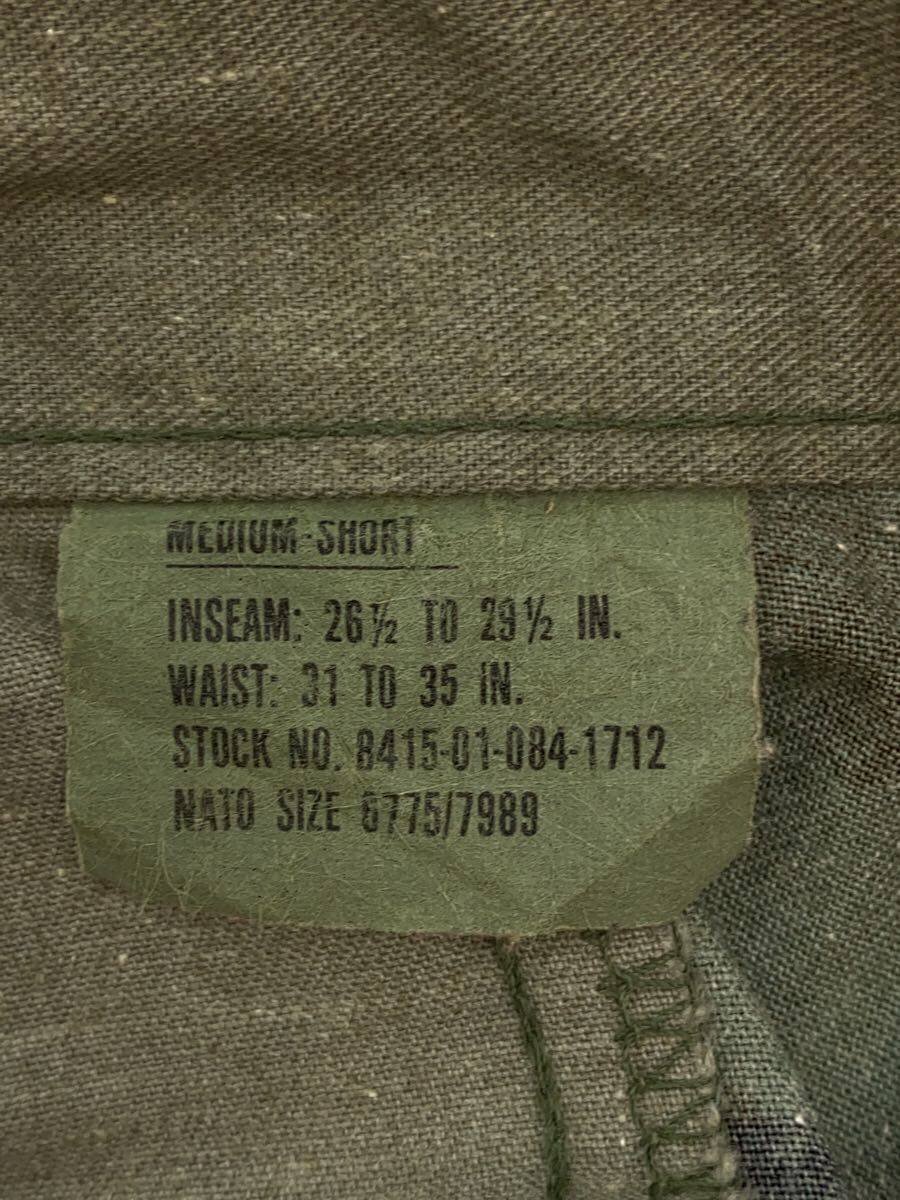 MEDIUM-SHORT
INSEAM: 26½ TO 29½ IN.
WAIST: 31 TO 35 IN.
STOCK NO. 8415-01-084-1712
NATO SIZE 6775/7989